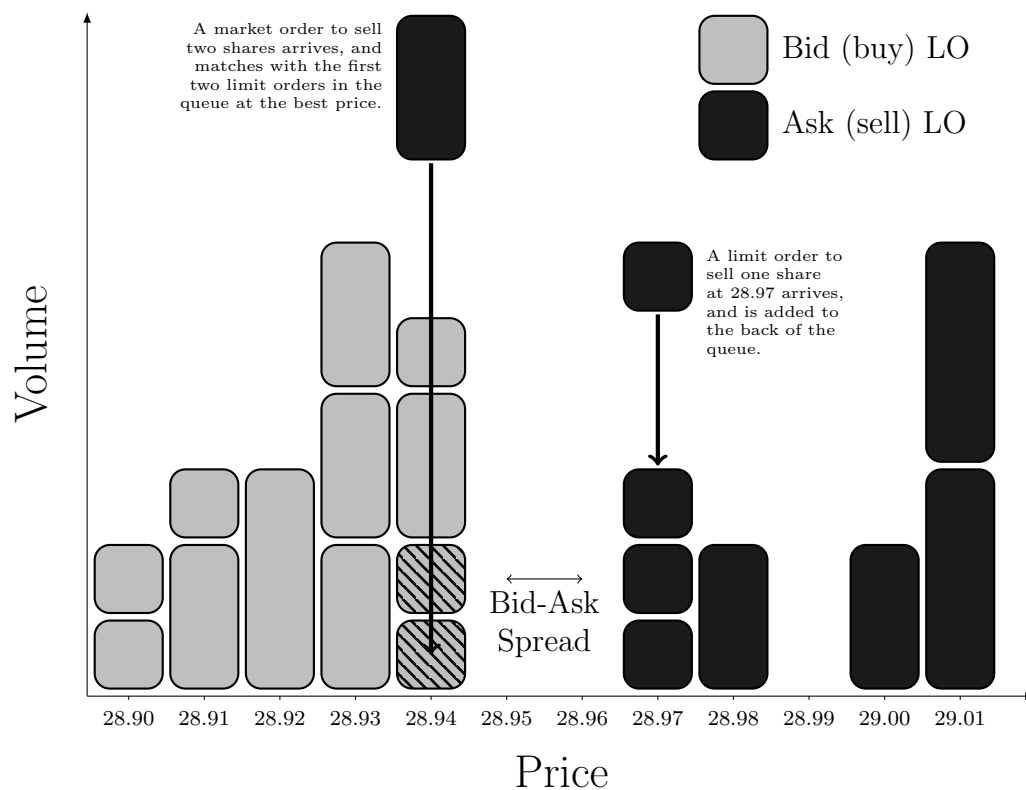 A market order to sell
two shares arrives, and
matches with the first
two limit orders in the
queue at the best price.
Bid (buy) LO
Ask (sell) LO
A limit order to
sell one share
at 28.97 arrives,
and is added to
the back of the
queue.
Volume
Bid-Ask
Spread
28.90 28.91 28.92 28.93 28.94 28.95 28.96 28.97 28.98 28.99 29.00 29.01
Price